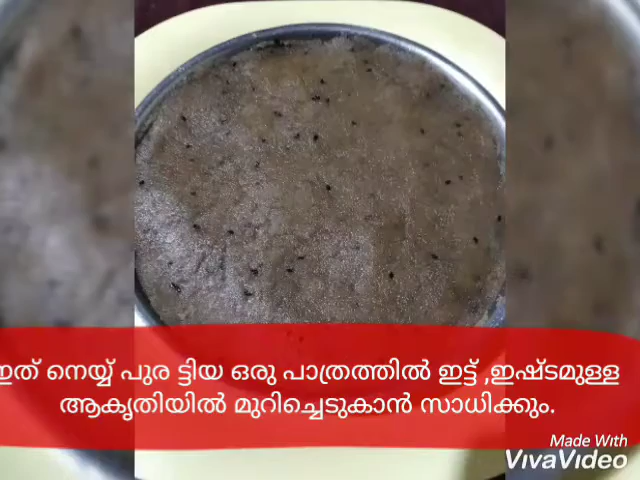 ഇത് നെയ്യ് പുര ട്ടിയ ഒരു പാത്രത്തിൽ ഇട്ട് ,ഇഷ്ടമുള്ള
ആകൃതിയിൽ മുറിച്ചെടുകാൻ സാധിക്കും.
Made With
VivaVideo